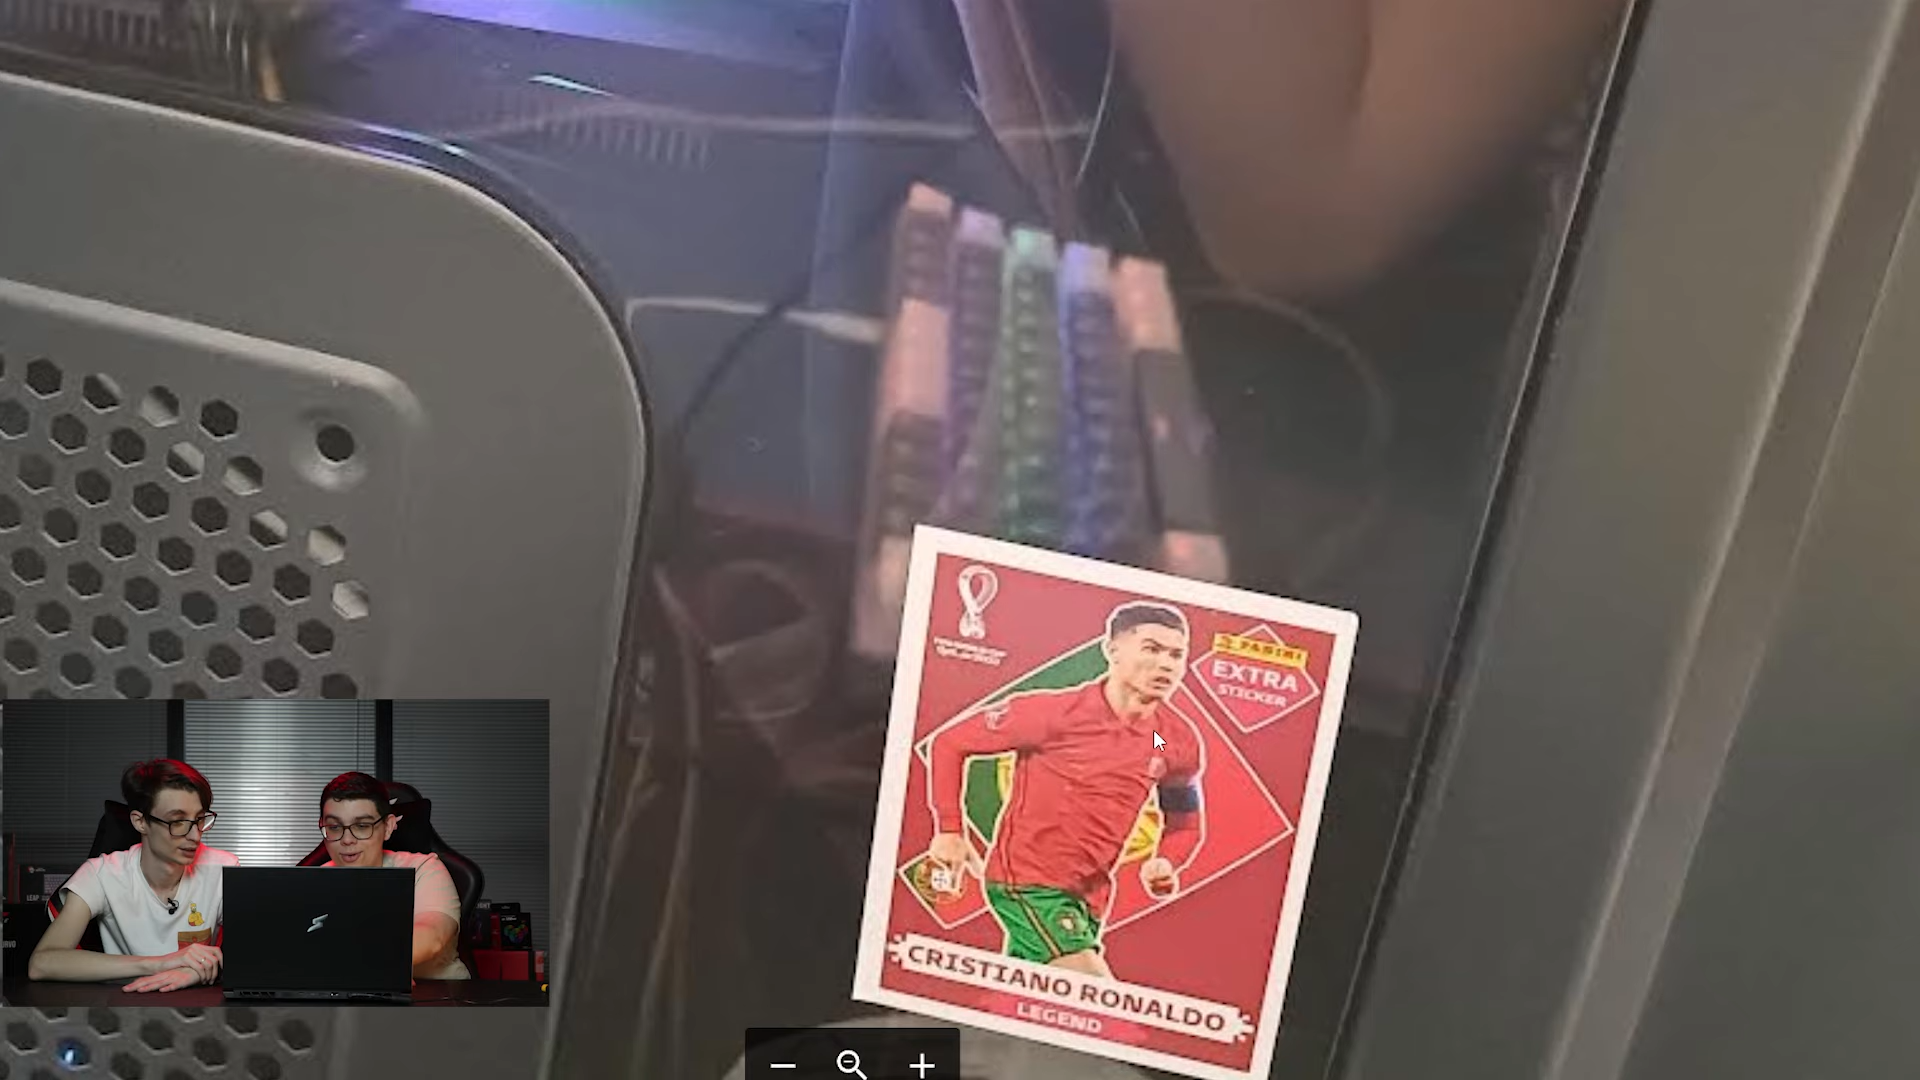 PANINI
EXTRA
STICKER
CRISTIANO RONALDO
LEGEND